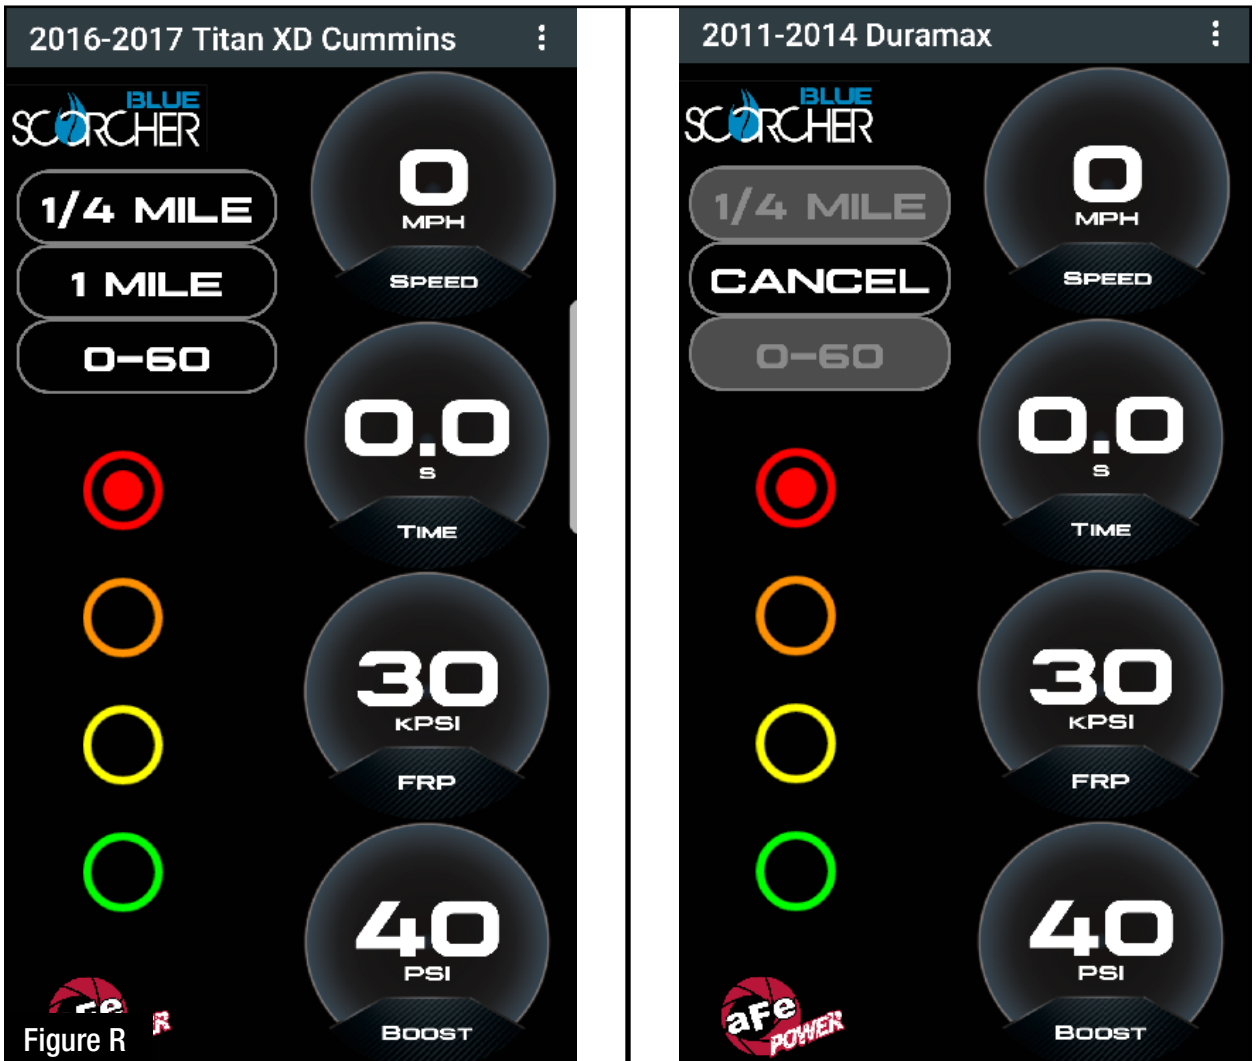 2016-2017 Titan XD Cummins
BLUE
SCORCHER
1/4 MILE
1 MILE
0-60
0
MPH
SPEED
0.0
S
TIME
30
KPSI
FRP
40
PSI
BOOST
aFe
R
Figure R
2011-2014 Duramax
BLUE
SCORCHER
1/4 MILE
CANCEL
0-60
0
MPH
SPEED
0.0
S
TIME
30
KPSI
FRP
40
PSI
BOOST
aFe
POWER